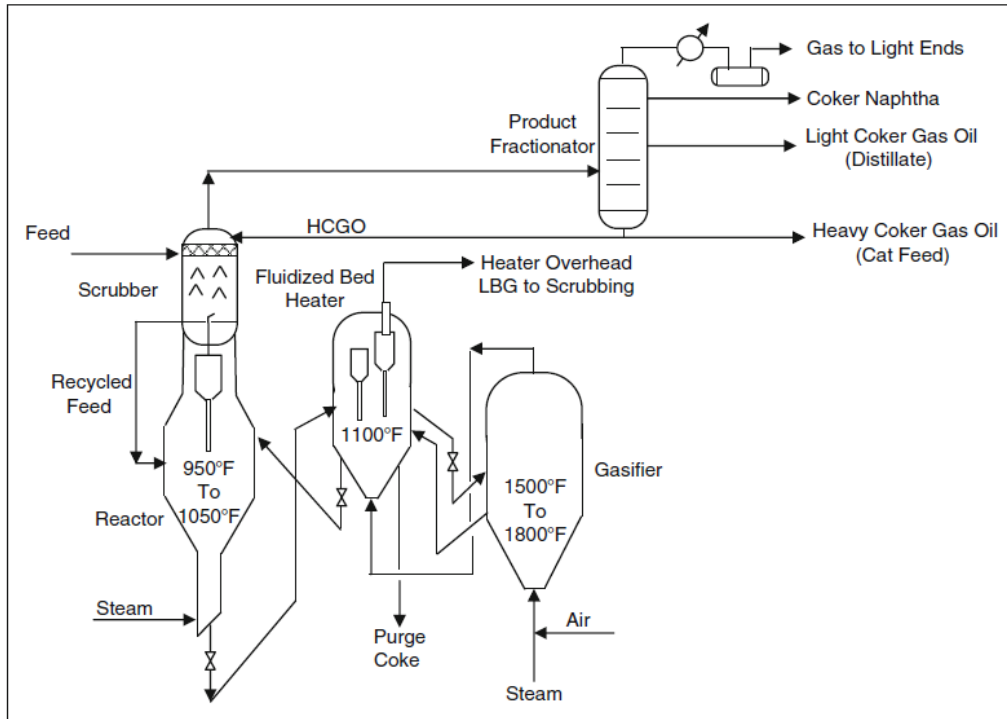 Gas to Light Ends
Coker Naphtha
Product
Fractionator
Light Coker Gas Oil
(Distillate)
Feed
HCGO
Heavy Coker Gas Oil
(Cat Feed)
Scrubber
Fluidized Bed
Heater
Heater Overhead
LBG to Scrubbing
Recycled
Feed
1100°F
Gasifier
950°F
To
1050°F
Reactor
1500°F
To
1800°F
Steam
Purge
Coke
Air
Steam